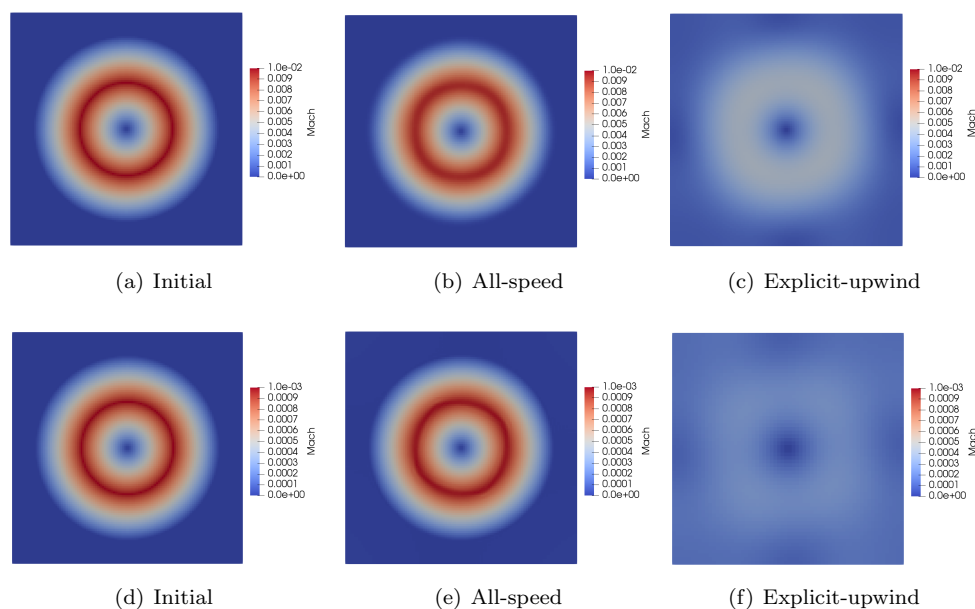 1.0e-02
0.009
0.008
0.007
0.006
0.005
0.004
0.003
0.002
0.001
0.0e+00
Mach
1.0e-02
0.009
0.008
0.007
0.006
0.005
0.004
0.003
0.002
0.001
0.0e+00
Mach
1.0e-02
0.009
0.008
0.007
0.006
0.005
0.004
0.003
0.002
0.001
0.0e+00
Mach
(a) Initial
(b) All-speed
(c) Explicit-upwind
1.0e-03
0.0009
0.0008
0.0007
0.0006
0.0005
0.0004
0.0003
0.0002
0.0001
0.0e+00
Mach
1.0e-03
0.0009
0.0008
0.0007
0.0006
0.0005
0.0004
0.0003
0.0002
0.0001
0.0e+00
Mach
1.0e-03
0.0009
0.0008
0.0007
0.0006
0.0005
0.0004
0.0003
0.0002
0.0001
0.0e+00
Mach
(d) Initial
(e) All-speed
(f) Explicit-upwind